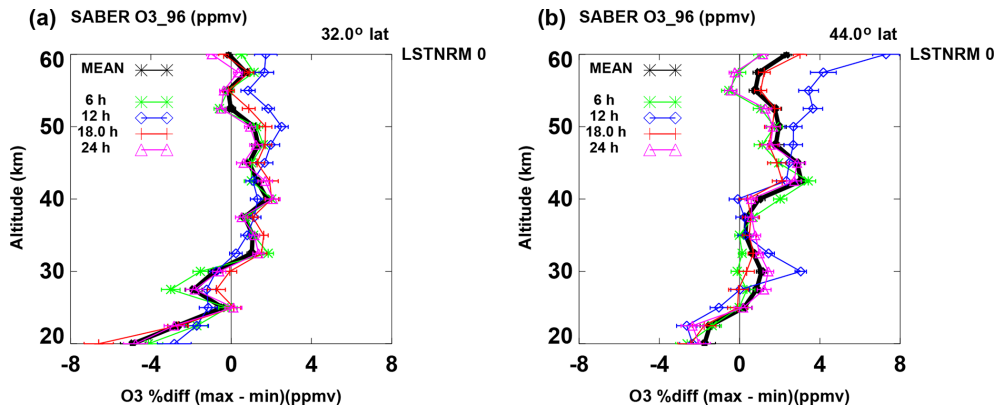 (a) SABER O3_96 (ppmv)
32.0° lat
LSTNRM 0
60
MEAN
6 h
12 h
18.0 h
24 h
50
40
30
20
Altitude (km)
-8 -4 0 4 8
O3 %diff (max - min)(ppmv)
(b) SABER O3_96 (ppmv)
44.0° lat
LSTNRM 0
60
MEAN
6 h
12 h
18.0 h
24 h
50
40
30
20
Altitude (km)
-8 -4 0 4 8
O3 %diff (max - min)(ppmv)